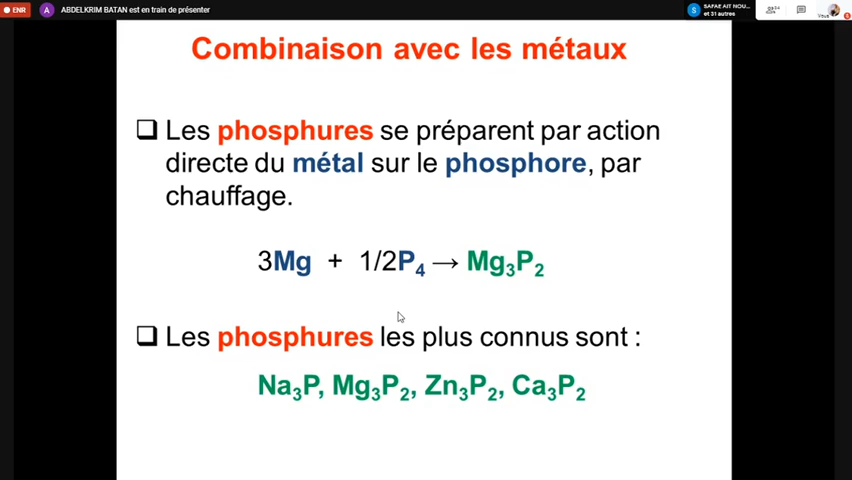 ENR
A ABDELKRIM BATAN est en train de présenter
S SAFAE AIT NOU...
et 31 autres
Vous
Combinaison avec les métaux
❑ Les phosphures se préparent par action
directe du métal sur le phosphore, par
chauffage.
3Mg + 1/2P₄ → Mg₃P₂
❑ Les phosphures les plus connus sont :
Na₃P, Mg₃P₂, Zn₃P₂, Ca₃P₂